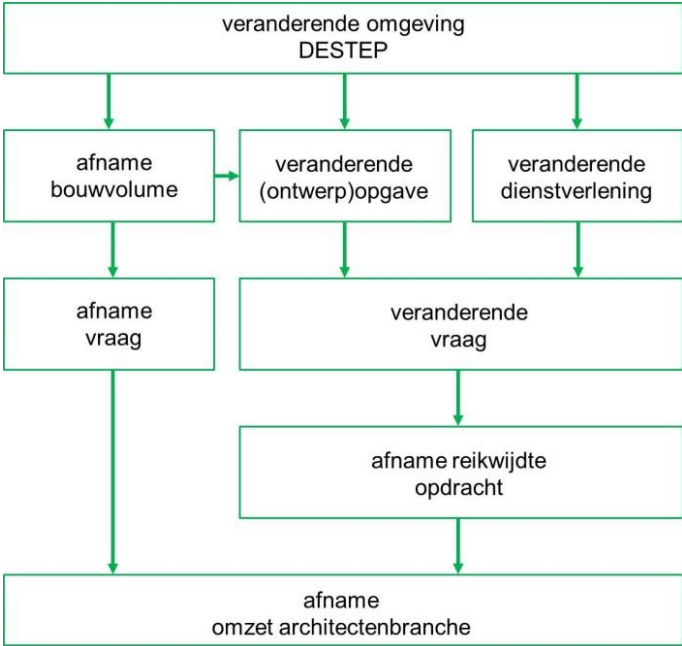 veranderende omgeving
DESTEP
afname
bouwvolume
veranderende
(ontwerp)opgave
veranderende
dienstverlening
afname
vraag
veranderende
vraag
afname reikwijdte
opdracht
afname
omzet architectenbranche